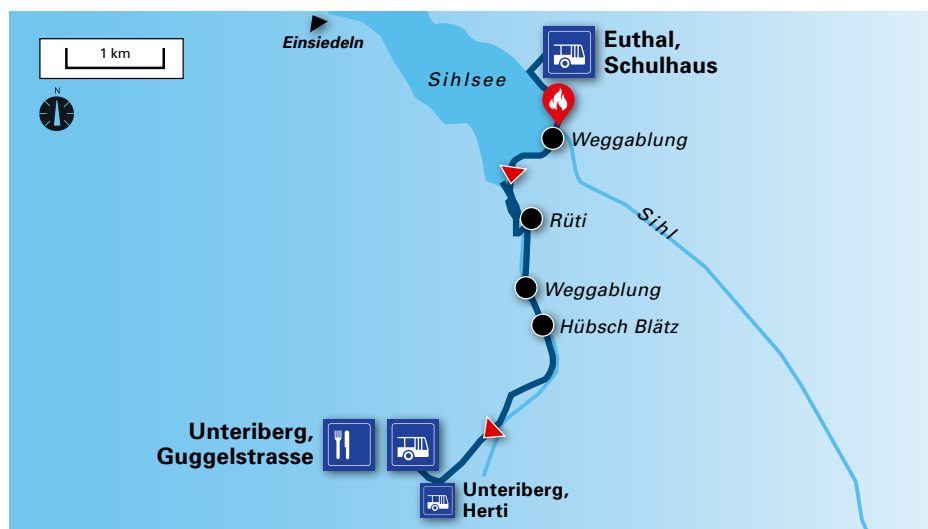 1 km
N
Einsiedeln
Sihlsee
Euthal,
Schulhaus
Weggablung
Rüti
Sihl
Weggablung
Hübsch Blätz
Unteriberg,
Guggelstrasse
Unteriberg,
Herti